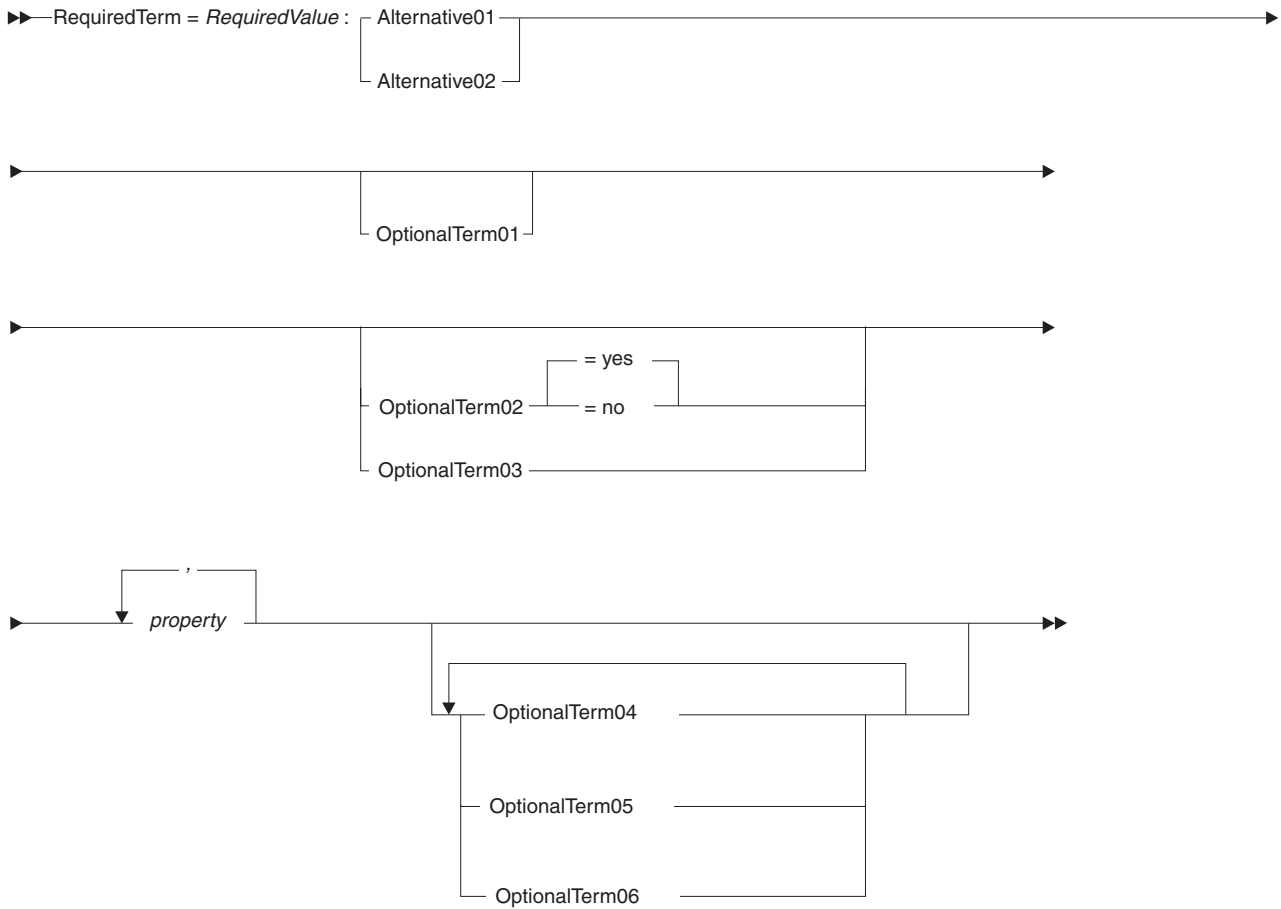 RequiredTerm = RequiredValue : Alternative01
Alternative02
OptionalTerm01
= yes
OptionalTerm02 = no
OptionalTerm03
,
property
OptionalTerm04
OptionalTerm05
OptionalTerm06